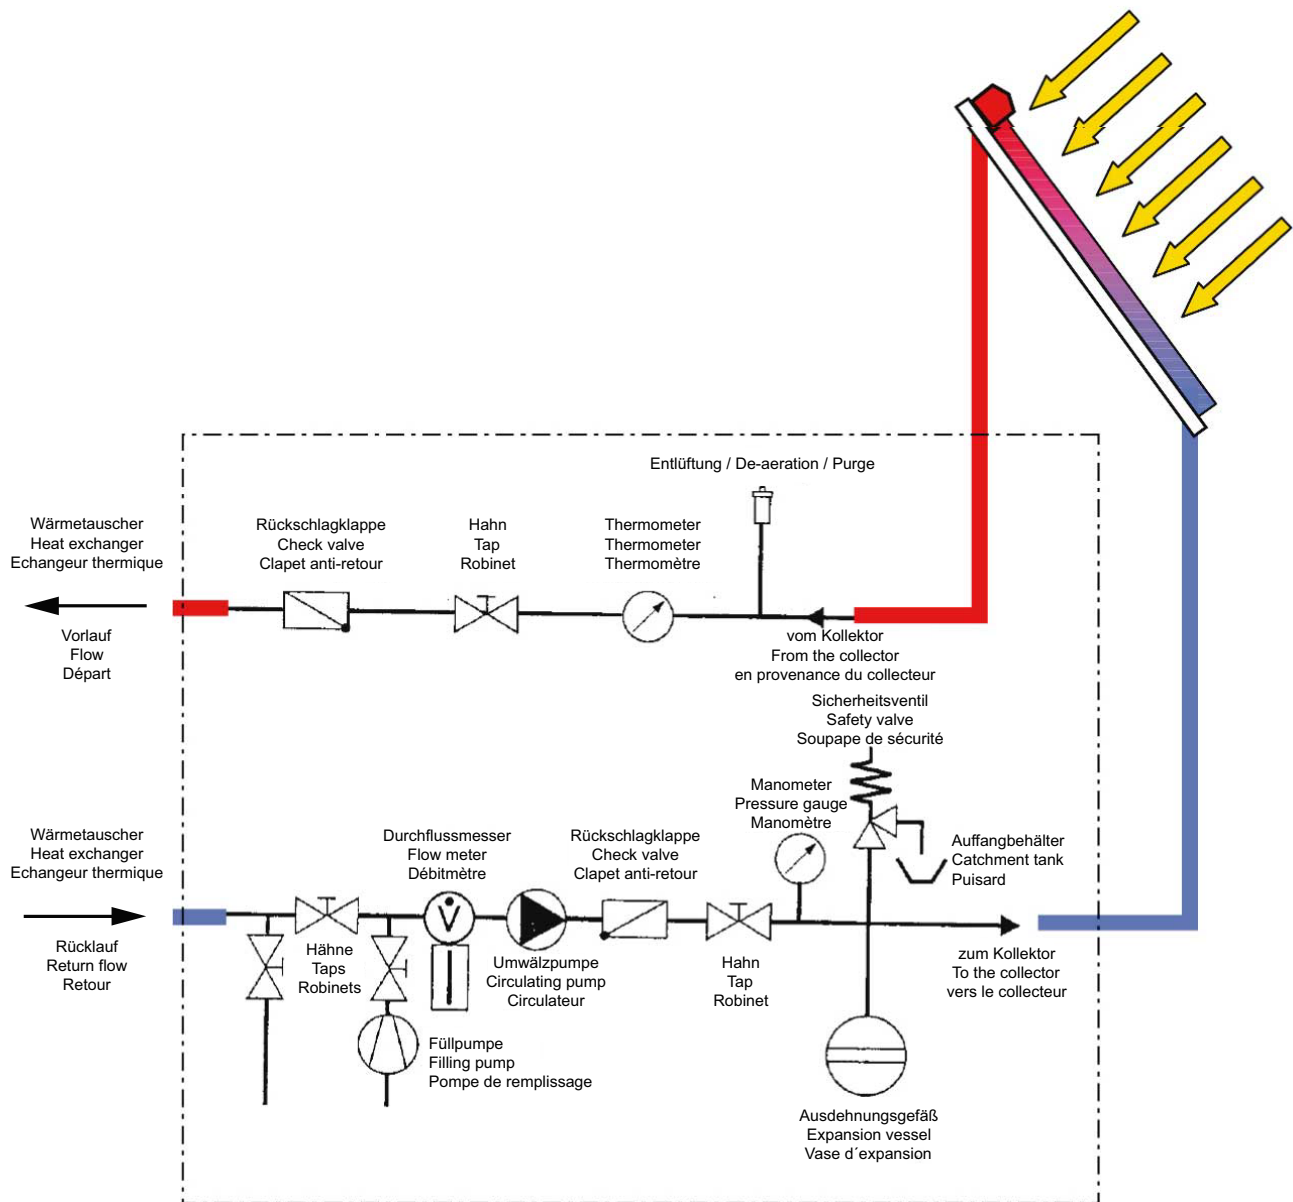 Entlüftung / De-aeration / Purge
Wärmetauscher
Heat exchanger
Echangeur thermique
Rückschlagklappe
Check valve
Clapet anti-retour
Hahn
Tap
Robinet
Thermometer
Thermometer
Thermomètre
Vorlauf
Flow
Départ
vom Kollektor
From the collector
en provenance du collecteur
Sicherheitsventil
Safety valve
Soupape de sécurité
Manometer
Pressure gauge
Manomètre
Wärmetauscher
Heat exchanger
Echangeur thermique
Durchflussmesser
Flow meter
Débitmètre
Rückschlagklappe
Check valve
Clapet anti-retour
Auffangbehälter
Catchment tank
Puisard
V̇
Rücklauf
Return flow
Retour
Hähne
Taps
Robinets
Umwälzpumpe
Circulating pump
Circulateur
Hahn
Tap
Robinet
zum Kollektor
To the collector
vers le collecteur
Füllpumpe
Filling pump
Pompe de remplissage
Ausdehnungsgefäß
Expansion vessel
Vase d´expansion